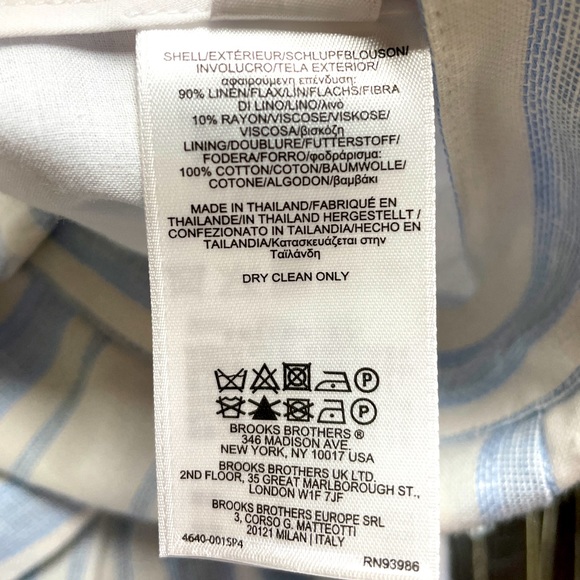 SHELL/EXTÉRIEUR/SCHLUPFBLOUSON/
INVOLUCRO/TELA EXTERIOR/
αφαιρούμενη επένδυση:
90% LINEN/FLAX/LIN/FLACHS/FIBRA
DI LINO/LINO/λινό
10% RAYON/VISCOSE/VISKOSE/
VISCOSA/βισκόζη
LINING/DOUBLURE/FUTTERSTOFF/
FODERA/FORRO/φοδράρισμα:
100% COTTON/COTON/BAUMWOLLE/
COTONE/ALGODON/βαμβάκι
MADE IN THAILAND/FABRIQUÉ EN
THAILANDE/IN THAILAND HERGESTELLT/
CONFEZIONATO IN TAILANDIA/HECHO EN
TAILANDIA/Κατασκευάζεται στην
Ταϊλάνδη
DRY CLEAN ONLY
P
P
BROOKS BROTHERS ®
346 MADISON AVE
NEW YORK, NY 10017 USA
BROOKS BROTHERS UK LTD.
2ND FLOOR, 35 GREAT MARLBOROUGH ST.,
LONDON W1F 7JF
BROOKS BROTHERS EUROPE SRL
3, CORSO G. MATTEOTTI
20121 MILAN | ITALY
4640-001SP4 RN93986